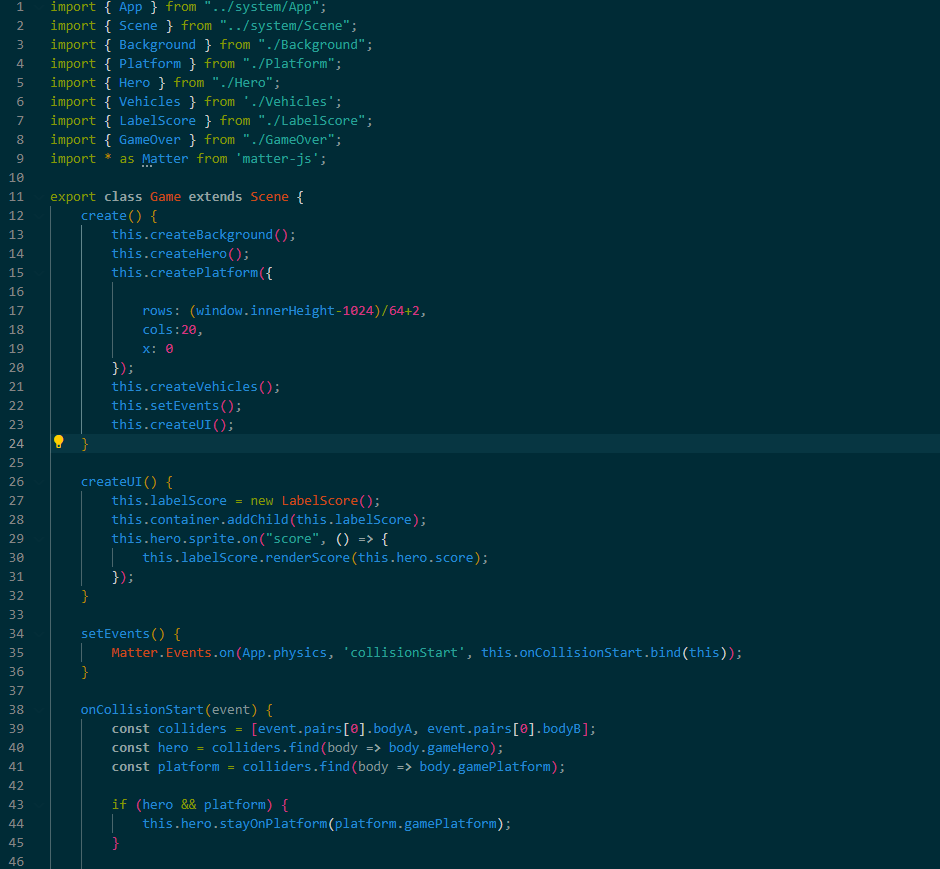 1 import { App } from "../system/App";
2 import { Scene } from "../system/Scene";
3 import { Background } from "./Background";
4 import { Platform } from "./Platform";
5 import { Hero } from "./Hero";
6 import { Vehicles } from './Vehicles';
7 import { LabelScore } from "./LabelScore";
8 import { GameOver } from "./GameOver";
9 import * as Matter from 'matter-js';
10
11 export class Game extends Scene {
12     create() {
13         this.createBackground();
14         this.createHero();
15         this.createPlatform({
16
17             rows: (window.innerHeight-1024)/64+2,
18             cols:20,
19             x: 0
20         });
21         this.createVehicles();
22         this.setEvents();
23         this.createUI();
24     }
25
26     createUI() {
27         this.labelScore = new LabelScore();
28         this.container.addChild(this.labelScore);
29         this.hero.sprite.on("score", () => {
30             this.labelScore.renderScore(this.hero.score);
31         });
32     }
33
34     setEvents() {
35         Matter.Events.on(App.physics, 'collisionStart', this.onCollisionStart.bind(this));
36     }
37
38     onCollisionStart(event) {
39         const colliders = [event.pairs[0].bodyA, event.pairs[0].bodyB];
40         const hero = colliders.find(body => body.gameHero);
41         const platform = colliders.find(body => body.gamePlatform);
42
43         if (hero && platform) {
44             this.hero.stayOnPlatform(platform.gamePlatform);
45         }
46